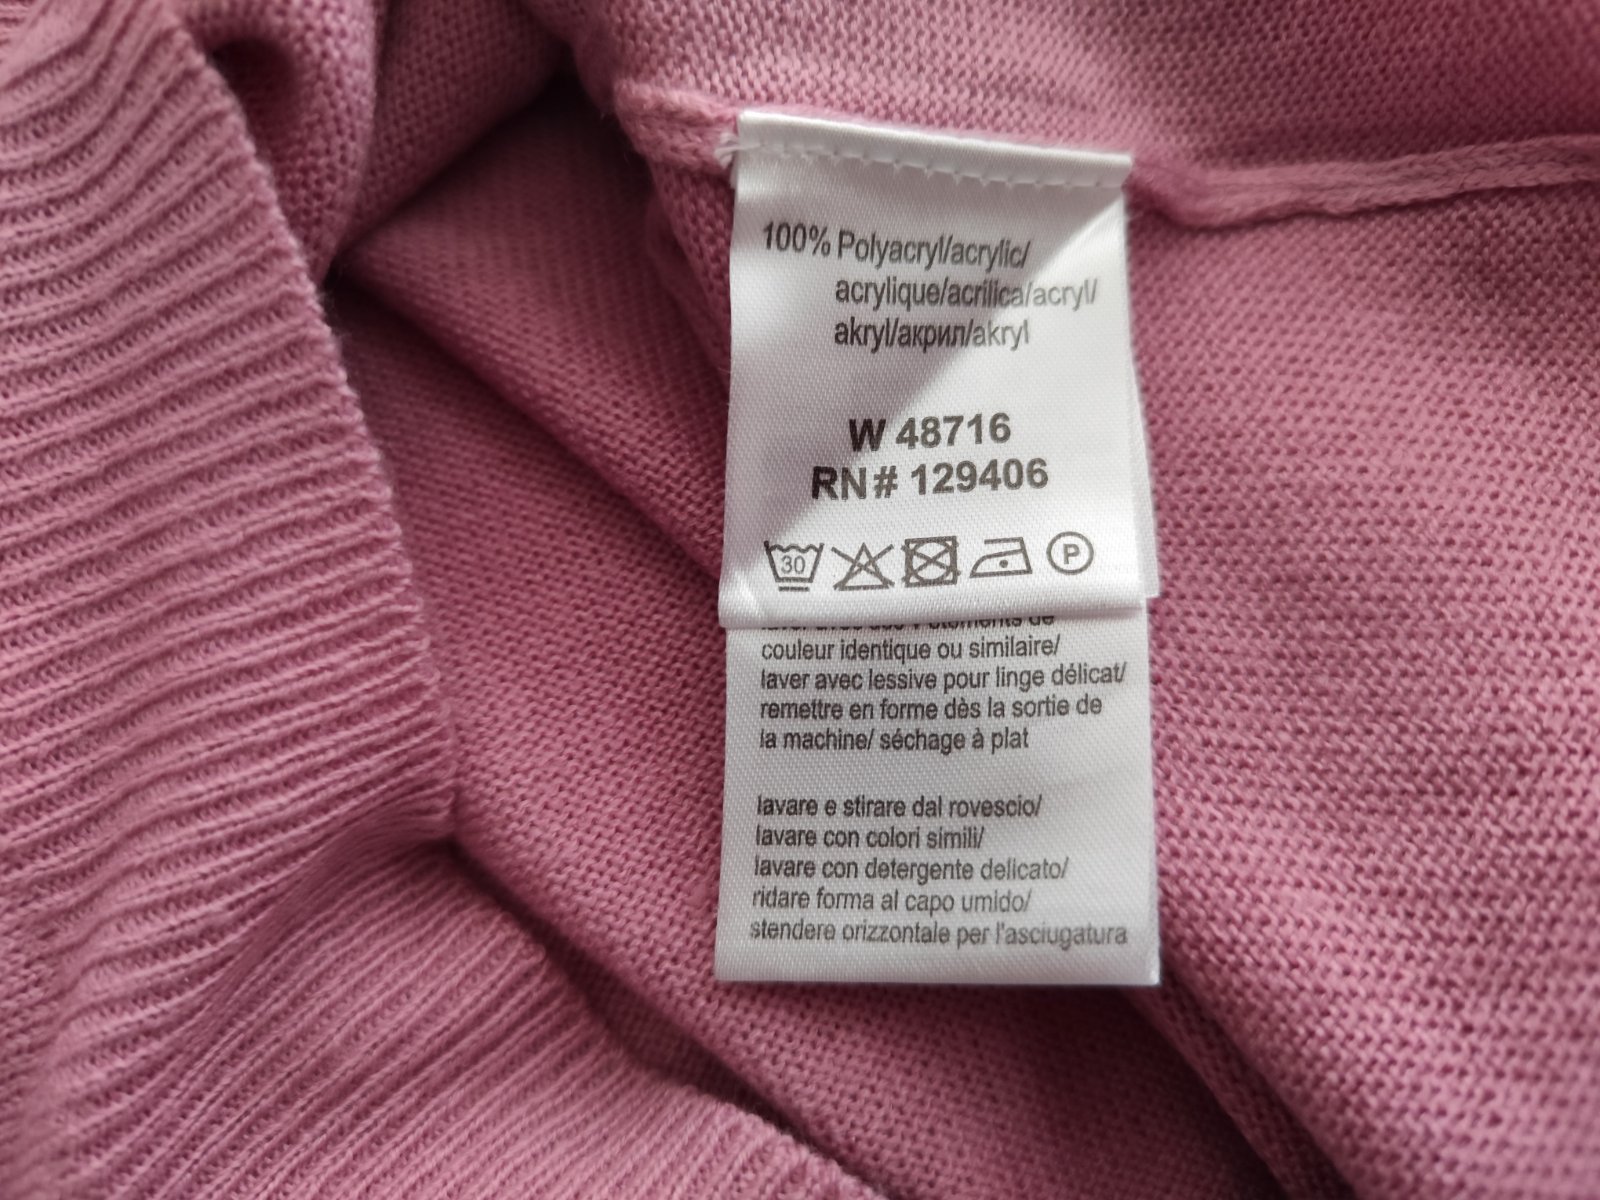 100% Polyacryl/acrylic/
acrylique/acrilica/acryl/
akryl/акрил/akryl
W 48716
RN# 129406
30
P
couleur identique ou similaire/
laver avec lessive pour linge délicat/
remettre en forme dès la sortie de
la machine/ séchage à plat
lavare e stirare dal rovescio/
lavare con colori simili/
lavare con detergente delicato/
ridare forma al capo umido/
stendere orizzontale per l'asciugatura